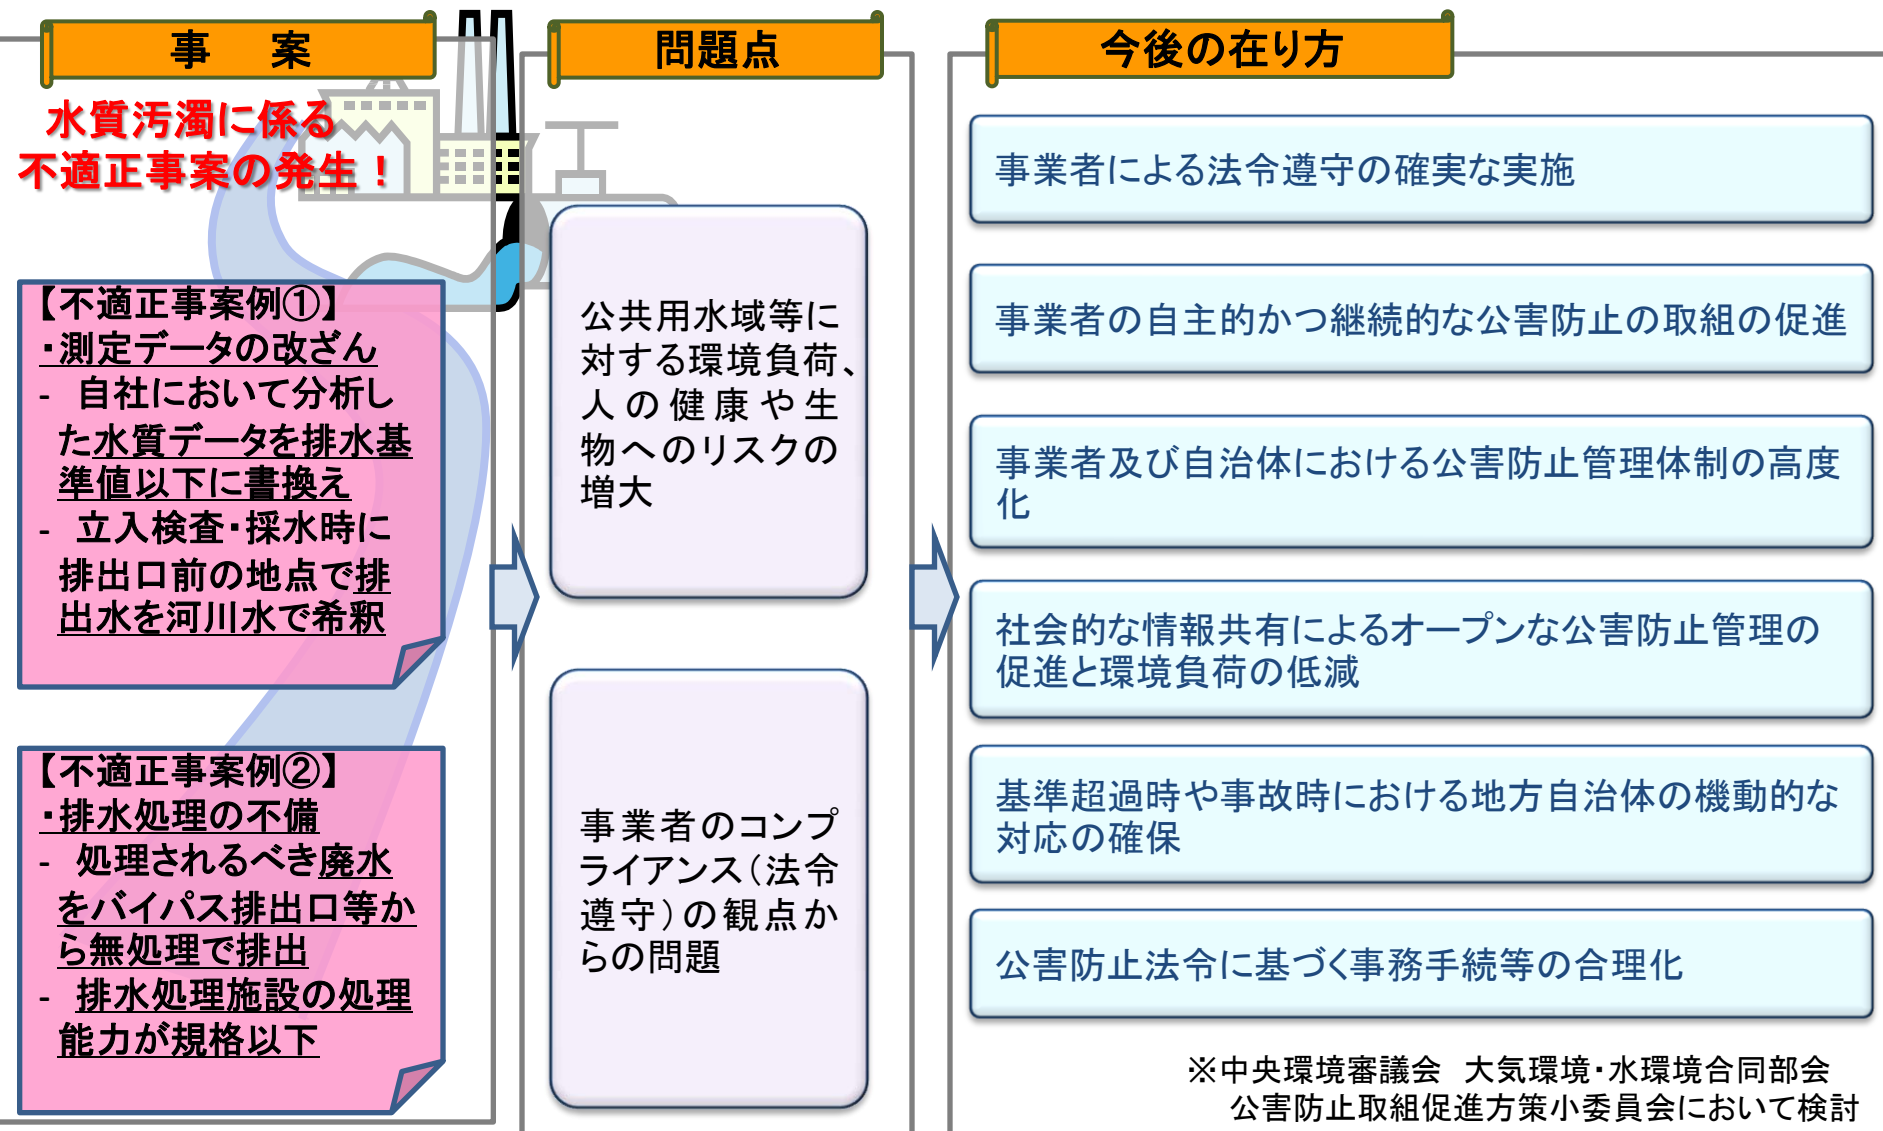 事　案
水質汚濁に係る
不適正事案の発生！
【不適正事案例①】
・測定データの改ざん
- 自社において分析し
た水質データを排水基
準値以下に書換え
- 立入検査・採水時に
排出口前の地点で排
出水を河川水で希釈
【不適正事案例②】
・排水処理の不備
- 処理されるべき廃水
をバイパス排出口等か
ら無処理で排出
- 排水処理施設の処理
能力が規格以下
問題点
公共用水域等に
対する環境負荷、
人の健康や生
物へのリスクの
増大
事業者のコンプ
ライアンス（法令
遵守）の観点か
らの問題
今後の在り方
事業者による法令遵守の確実な実施
事業者の自主的かつ継続的な公害防止の取組の促進
事業者及び自治体における公害防止管理体制の高度
化
社会的な情報共有によるオープンな公害防止管理の
促進と環境負荷の低減
基準超過時や事故時における地方自治体の機動的な
対応の確保
公害防止法令に基づく事務手続等の合理化
※中央環境審議会　大気環境・水環境合同部会
公害防止取組促進方策小委員会において検討